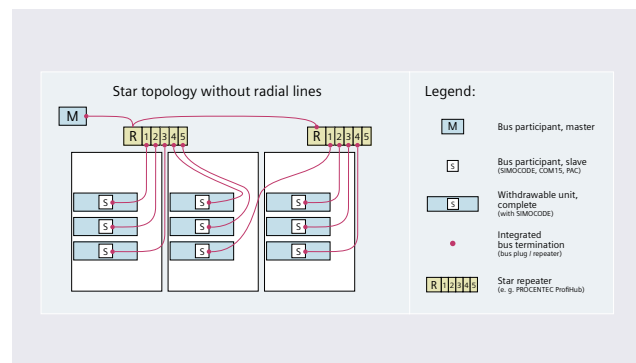 Star topology without radial lines
Legend:
M
R 1 2 3 4 5
R 1 2 3 4 5
S S S
S S S
S S S
M Bus participant, master
S Bus participant, slave
(SIMOCODE, COM15, PAC)
S Withdrawable unit,
complete
(with SIMOCODE)
Integrated
bus termination
(bus plug / repeater)
R 1 2 3 4 5 Star repeater
(e. g. PROCENTEC ProfiHub)